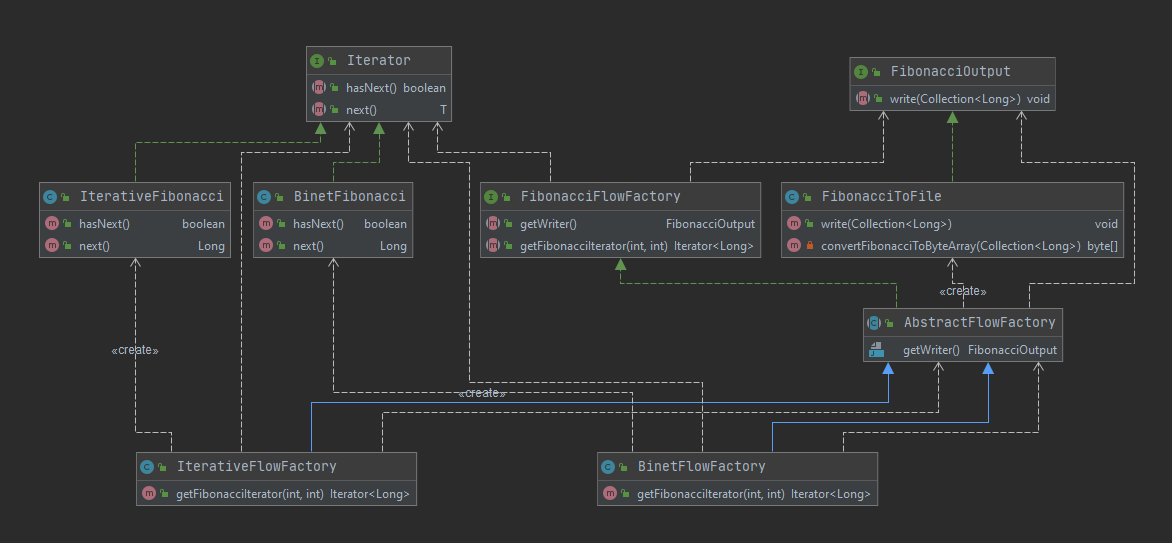 Iterator
hasNext() boolean
next() T
FibonacciOutput
write(Collection<Long>) void
IterativeFibonacci
hasNext() boolean
next() Long
BinetFibonacci
hasNext() boolean
next() Long
FibonacciFlowFactory
getWriter() FibonacciOutput
getFibonacciIterator(int, int) Iterator<Long>
FibonacciToFile
write(Collection<Long>) void
convertFibonacciToByteArray(Collection<Long>) byte[]
«create»
AbstractFlowFactory
getWriter() FibonacciOutput
«create»
«create»
IterativeFlowFactory
getFibonacciIterator(int, int) Iterator<Long>
BinetFlowFactory
getFibonacciIterator(int, int) Iterator<Long>